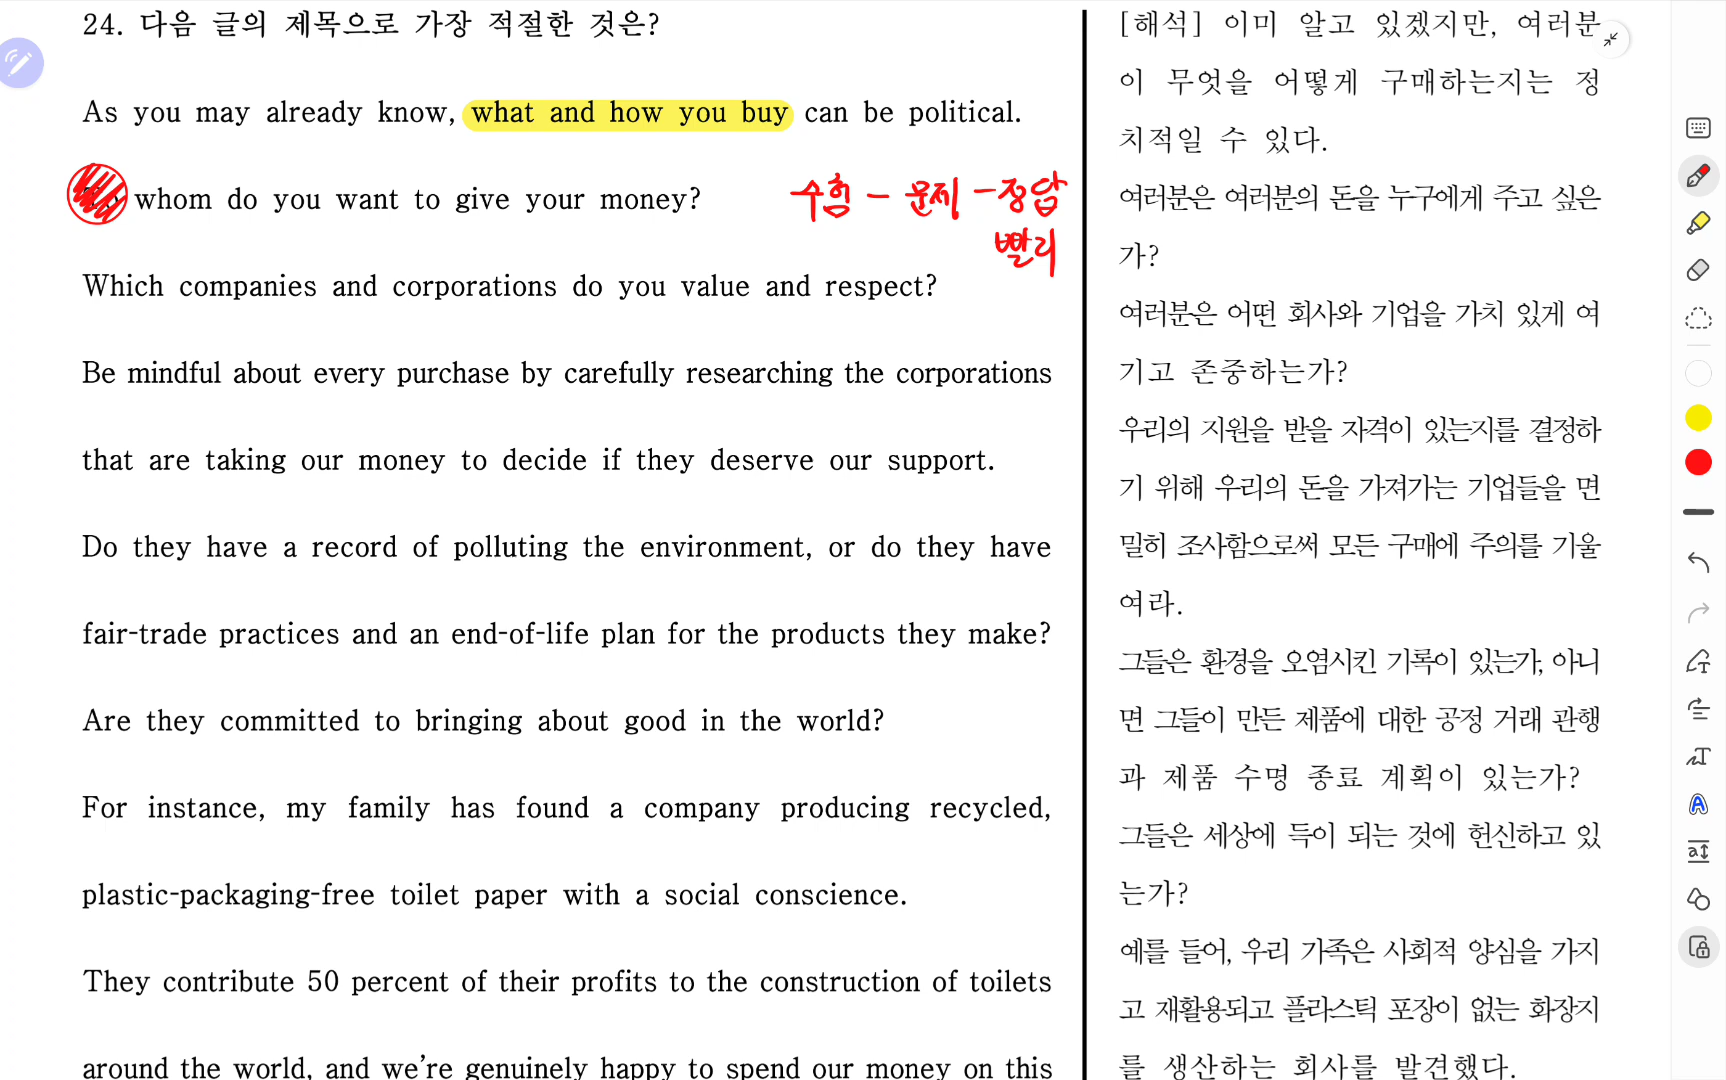 24. 다음 글의 제목으로 가장 적절한 것은?
As you may already know, what and how you buy can be political.
whom do you want to give your money?
수험 - 문제 - 정답
빨리
Which companies and corporations do you value and respect?
Be mindful about every purchase by carefully researching the corporations
that are taking our money to decide if they deserve our support.
Do they have a record of polluting the environment, or do they have
fair-trade practices and an end-of-life plan for the products they make?
Are they committed to bringing about good in the world?
For instance, my family has found a company producing recycled,
plastic-packaging-free toilet paper with a social conscience.
They contribute 50 percent of their profits to the construction of toilets
around the world, and we're genuinely happy to spend our money on this
[해석] 이미 알고 있겠지만, 여러분
이 무엇을 어떻게 구매하는지는 정
치적일 수 있다.
여러분은 여러분의 돈을 누구에게 주고 싶은
가?
여러분은 어떤 회사와 기업을 가치 있게 여
기고 존중하는가?
우리의 지원을 받을 자격이 있는지를 결정하
기 위해 우리의 돈을 가져가는 기업들을 면
밀히 조사함으로써 모든 구매에 주의를 기울
여라.
그들은 환경을 오염시킨 기록이 있는가, 아니
면 그들이 만든 제품에 대한 공정 거래 관행
과 제품 수명 종료 계획이 있는가?
그들은 세상에 득이 되는 것에 헌신하고 있
는가?
예를 들어, 우리 가족은 사회적 양심을 가지
고 재활용되고 플라스틱 포장이 없는 화장지
를 생산하는 회사를 발견했다.